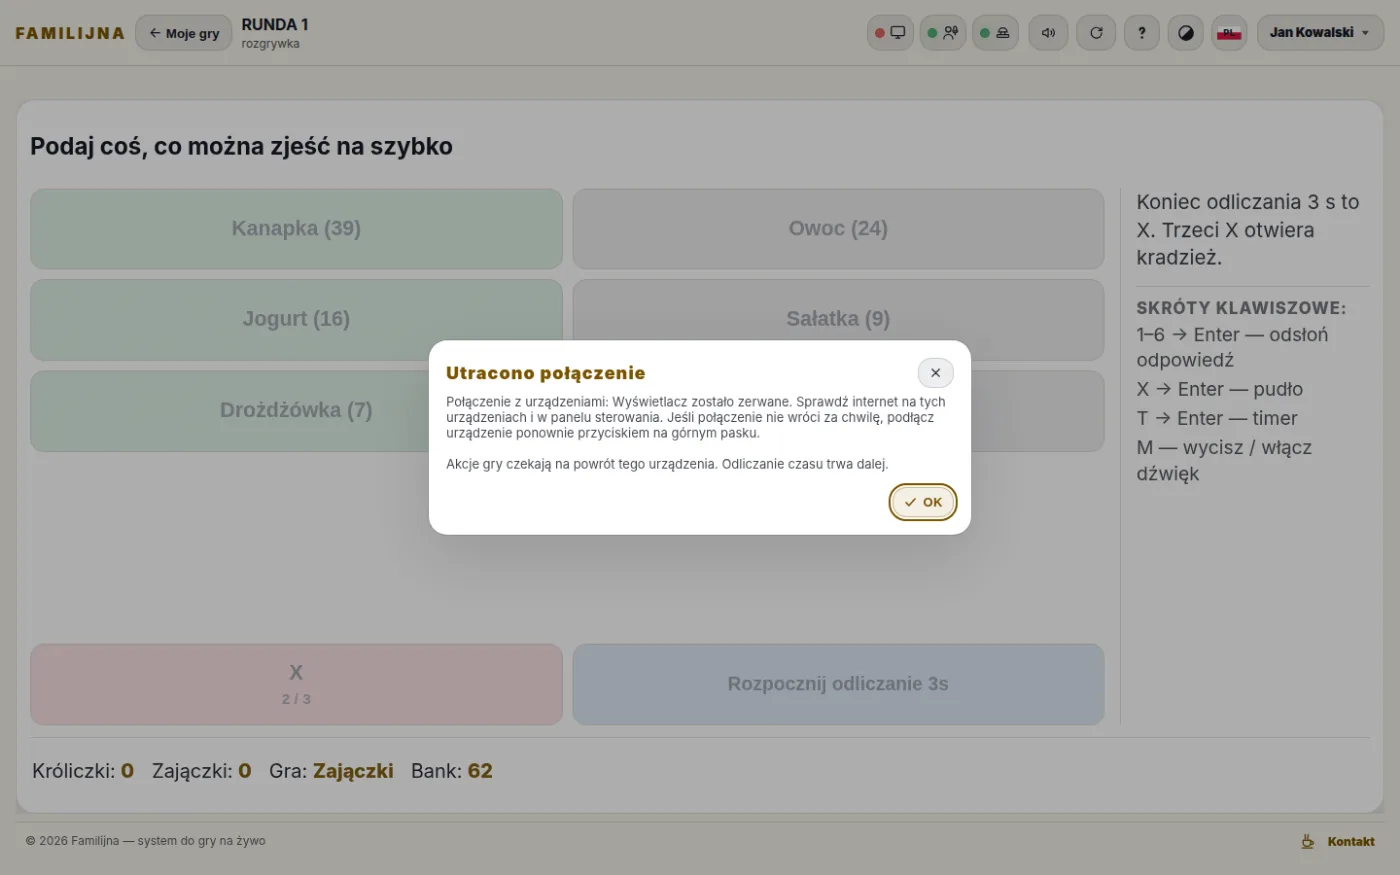 FAMILIJNA
← Moje gry
RUNDA 1
rozgrywka
?
PL
Jan Kowalski
Podaj coś, co można zjeść na szybko
Kanapka (39)
Owoc (24)
Jogurt (16)
Sałatka (9)
Drożdżówka (7)
Koniec odliczania 3 s to
X. Trzeci X otwiera
kradzież.
SKRÓTY KLAWISZOWE:
1–6 → Enter — odsłoń
odpowiedź
X → Enter — pudło
T → Enter — timer
M — wycisz / włącz
dźwięk
Utracono połączenie
Połączenie z urządzeniami: Wyświetlacz zostało zerwane. Sprawdź internet na tych
urządzeniach i w panelu sterowania. Jeśli połączenie nie wróci za chwilę, podłącz
urządzenie ponownie przyciskiem na górnym pasku.
Akcje gry czekają na powrót tego urządzenia. Odliczanie czasu trwa dalej.
OK
X
2 / 3
Rozpocznij odliczanie 3s
Króliczki: 0 Zajączki: 0 Gra: Zajączki Bank: 62
© 2026 Familijna — system do gry na żywo
Kontakt